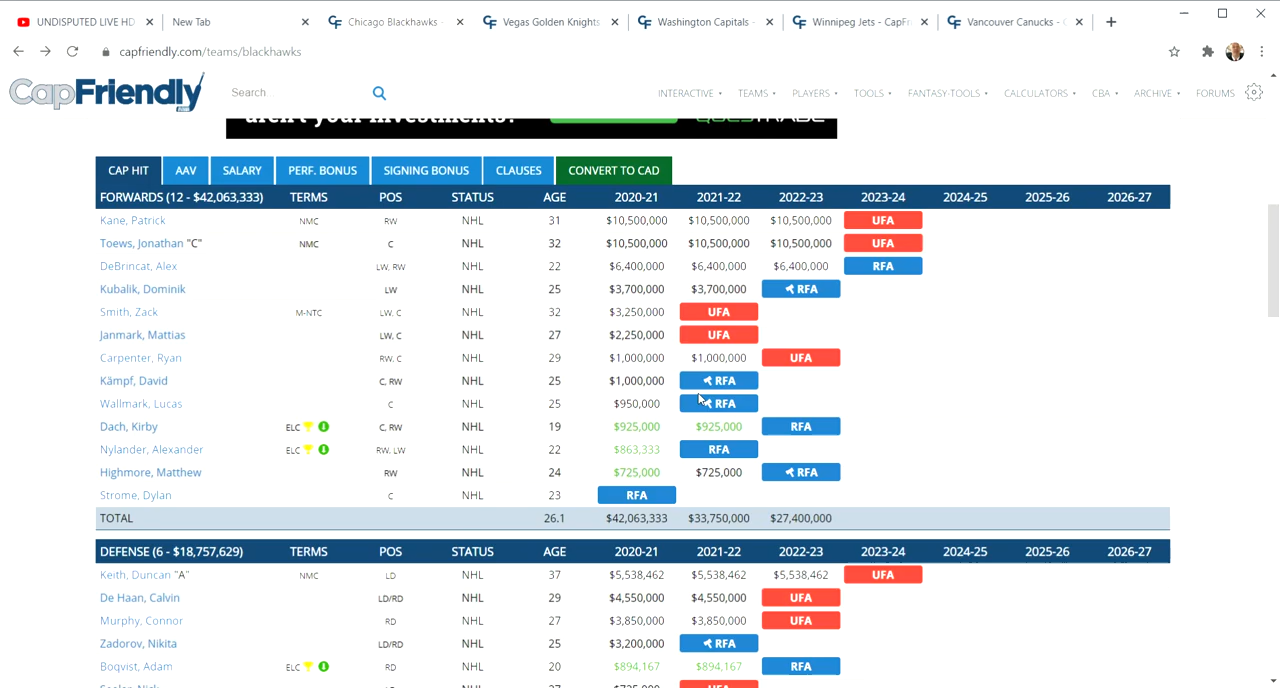 UNDISPUTED LIVE HD
New Tab
Chicago Blackhawks -
Vegas Golden Knights
Washington Capitals -
Winnipeg Jets - CapFr
Vancouver Canucks -
capfriendly.com/teams/blackhawks
CapFriendly
Search
INTERACTIVE TEAMS PLAYERS TOOLS FANTASY-TOOLS CALCULATORS CBA ARCHIVE FORUMS
aren't your investments?
QUESTRADE
CAP HIT AAV SALARY PERF. BONUS SIGNING BONUS CLAUSES CONVERT TO CAD
FORWARDS (12 - $42,063,333) TERMS POS STATUS AGE 2020-21 2021-22 2022-23 2023-24 2024-25 2025-26 2026-27
Kane, Patrick NMC RW NHL 31 $10,500,000 $10,500,000 $10,500,000 UFA
Toews, Jonathan "C" NMC C NHL 32 $10,500,000 $10,500,000 $10,500,000 UFA
DeBrincat, Alex LW, RW NHL 22 $6,400,000 $6,400,000 $6,400,000 RFA
Kubalik, Dominik LW NHL 25 $3,700,000 $3,700,000 RFA
Smith, Zack M-NTC LW, C NHL 32 $3,250,000 UFA
Janmark, Mattias LW, C NHL 27 $2,250,000 UFA
Carpenter, Ryan RW, C NHL 29 $1,000,000 $1,000,000 UFA
Kämpf, David C, RW NHL 25 $1,000,000 RFA
Wallmark, Lucas C NHL 25 $950,000 RFA
Dach, Kirby ELC C, RW NHL 19 $925,000 $925,000 RFA
Nylander, Alexander ELC RW, LW NHL 22 $863,333 RFA
Highmore, Matthew RW NHL 24 $725,000 $725,000 RFA
Strome, Dylan C NHL 23 RFA
TOTAL 26.1 $42,063,333 $33,750,000 $27,400,000
DEFENSE (6 - $18,757,629) TERMS POS STATUS AGE 2020-21 2021-22 2022-23 2023-24 2024-25 2025-26 2026-27
Keith, Duncan "A" NMC LD NHL 37 $5,538,462 $5,538,462 $5,538,462 UFA
De Haan, Calvin LD/RD NHL 29 $4,550,000 $4,550,000 UFA
Murphy, Connor RD NHL 27 $3,850,000 $3,850,000 UFA
Zadorov, Nikita LD/RD NHL 25 $3,200,000 RFA
Boqvist, Adam ELC RD NHL 20 $894,167 $894,167 RFA